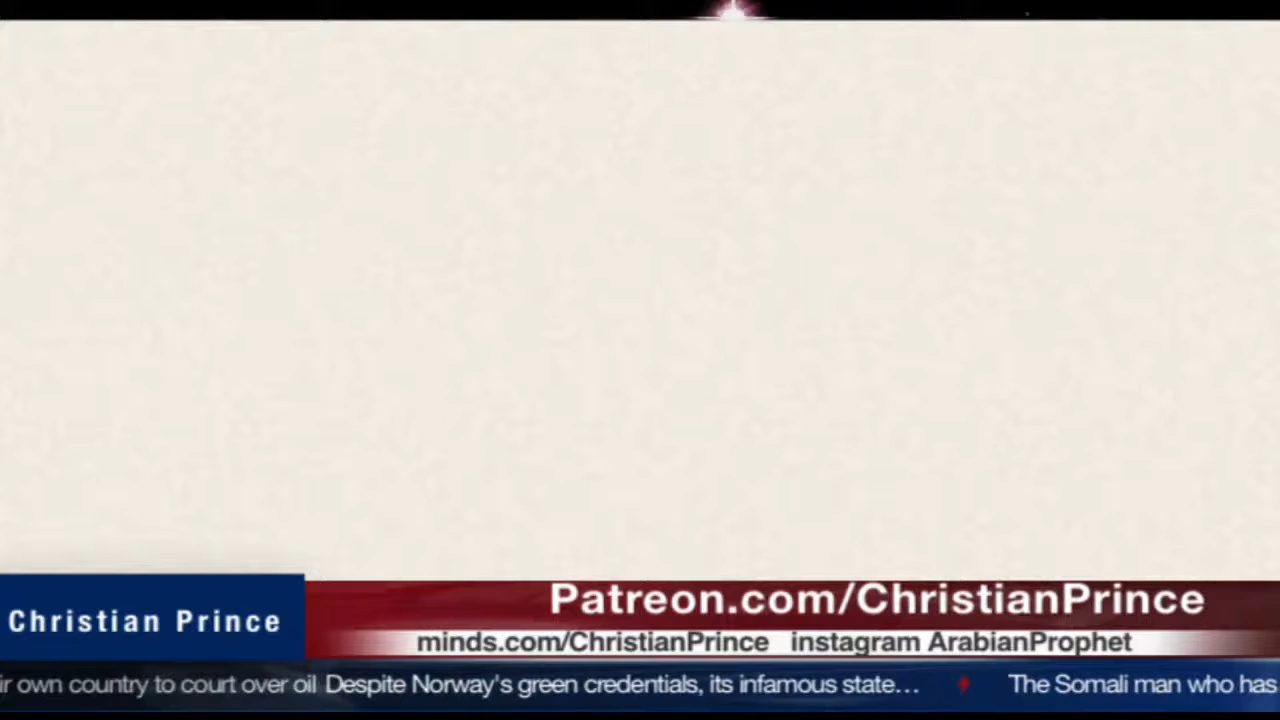 Patreon.com/ChristianPrince
Christian Prince
minds.com/ChristianPrince instagram ArabianProphet
ir own country to court over oil Despite Norway's green credentials, its infamous state… The Somali man who has